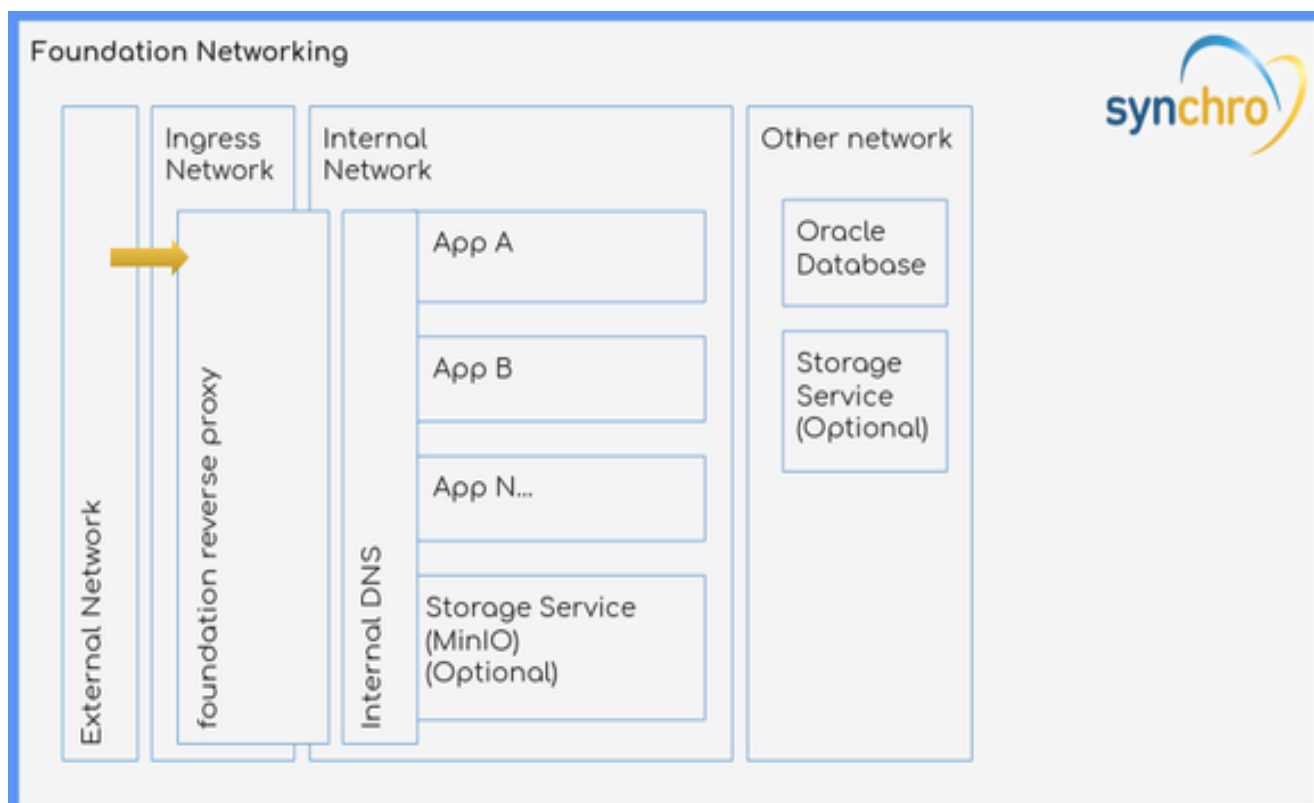 Foundation Networking
synchro
External Network
Ingress
Network
foundation reverse proxy
Internal
Network
Internal DNS
App A
App B
App N...
Storage Service
(MinIO)
(Optional)
Other network
Oracle
Database
Storage
Service
(Optional)